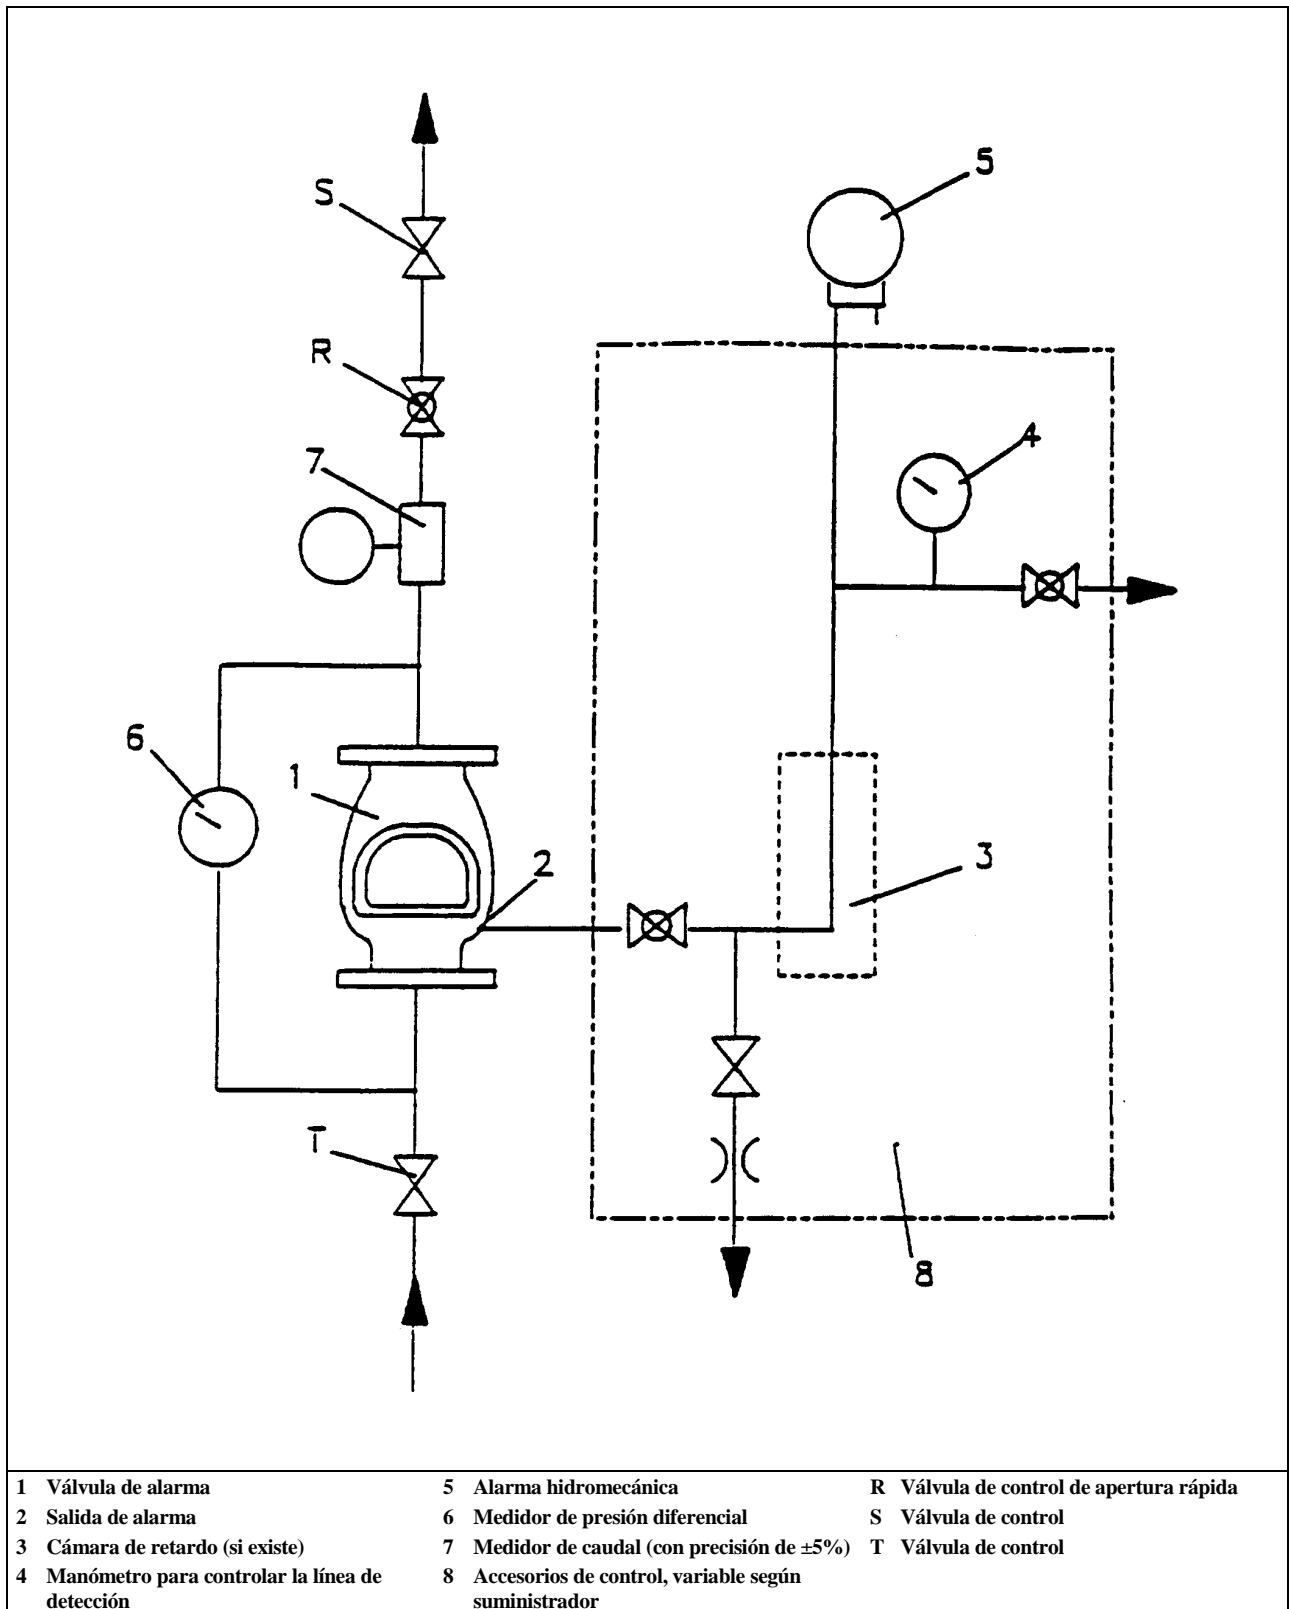 S
5
R
4
7
6
1
2
3
T
8
1 Válvula de alarma
2 Salida de alarma
3 Cámara de retardo (si existe)
4 Manómetro para controlar la línea de
detección
5 Alarma hidromecánica
6 Medidor de presión diferencial
7 Medidor de caudal (con precisión de ±5%)
8 Accesorios de control, variable según
suministrador
R Válvula de control de apertura rápida
S Válvula de control
T Válvula de control